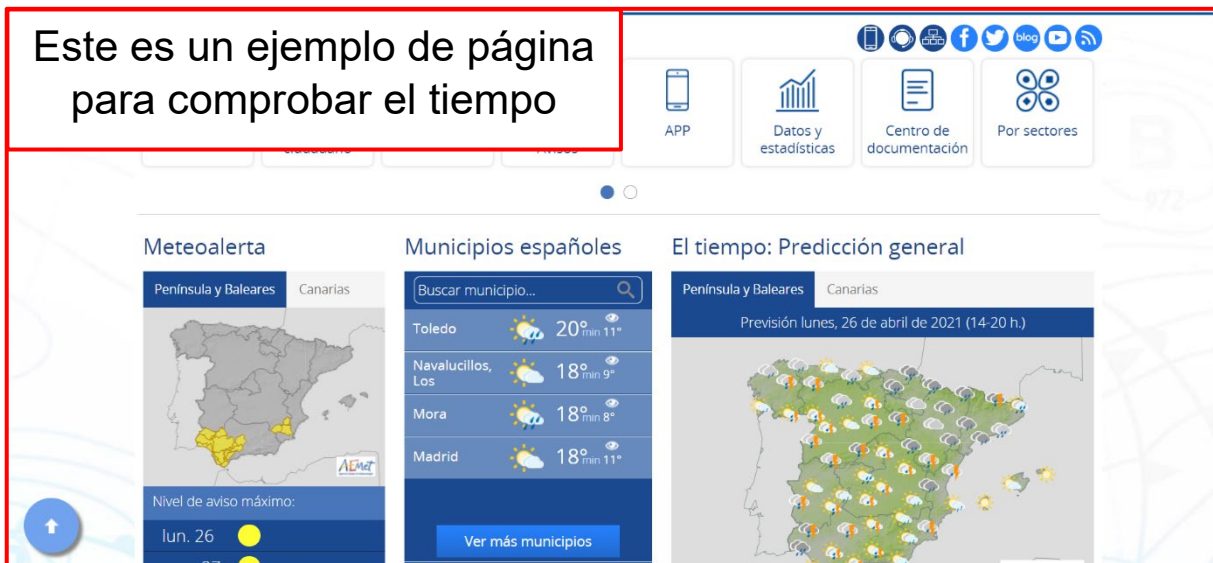 Este es un ejemplo de página
para comprobar el tiempo
blog
APP
Datos y
estadísticas
Centro de
documentación
Por sectores
Meteoalerta
Península y Baleares
Canarias
AEmet
Nivel de aviso máximo:
lun. 26
Municipios españoles
Buscar municipio...
Toledo 20° min 11°
Navalucillos,
Los 18° min 9°
Mora 18° min 8°
Madrid 18° min 11°
Ver más municipios
El tiempo: Predicción general
Península y Baleares
Canarias
Previsión lunes, 26 de abril de 2021 (14-20 h.)